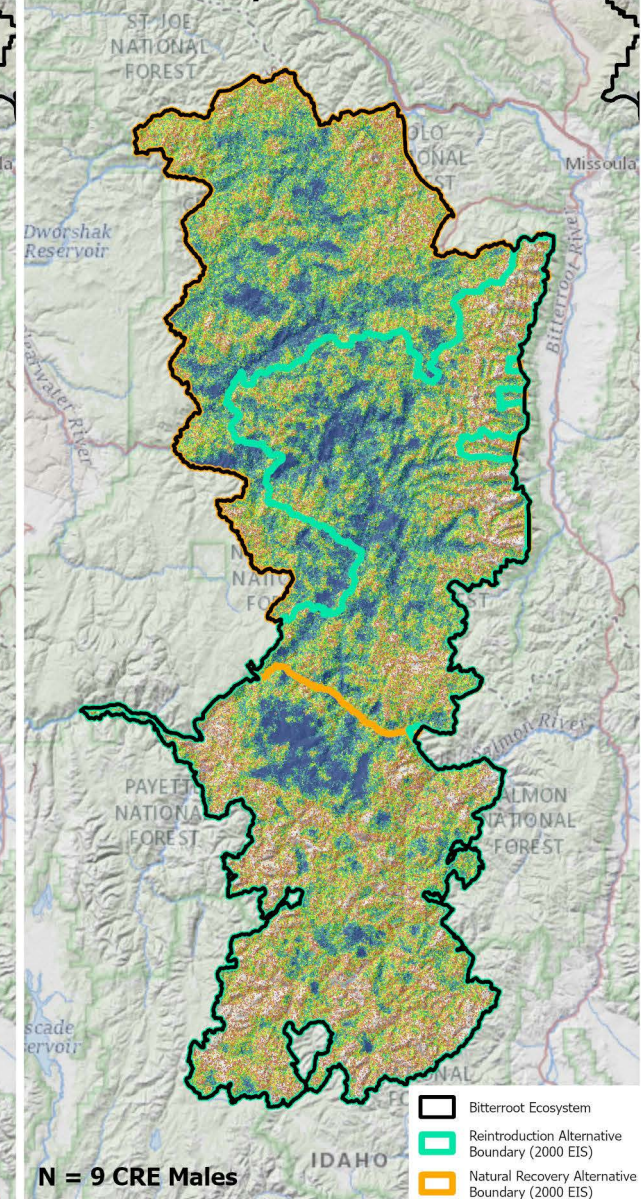 ST. JOE
NATIONAL
FOREST
Missoula
Dworshak
Reservoir
Bitterroot River
River
PAYETTE
NATIONAL
FOREST
Salmon River
SALMON
NATIONAL
FOREST
IDAHO
N = 9 CRE Males
Bitterroot Ecosystem
Reintroduction Alternative
Boundary (2000 EIS)
Natural Recovery Alternative
Boundary (2000 EIS)